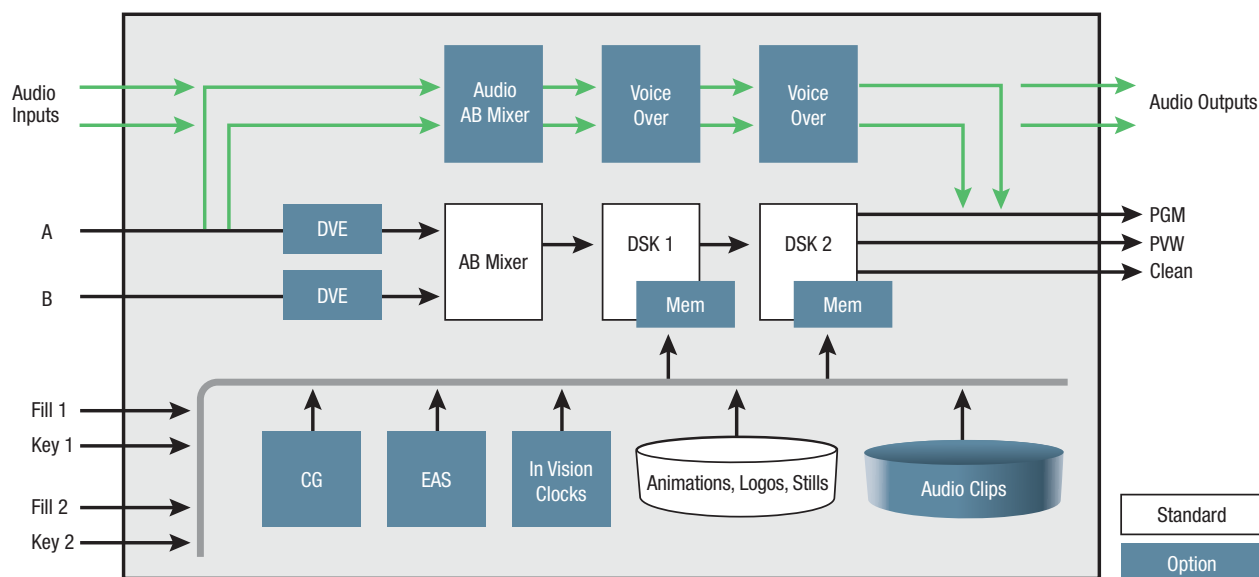 Audio
Inputs
Audio
AB Mixer
Voice
Over
Voice
Over
Audio Outputs
A
DVE
B
DVE
AB Mixer
DSK 1
Mem
DSK 2
Mem
PGM
PVW
Clean
Fill 1
Key 1
Fill 2
Key 2
CG
EAS
In Vision
Clocks
Animations, Logos, Stills
Audio Clips
Standard
Option